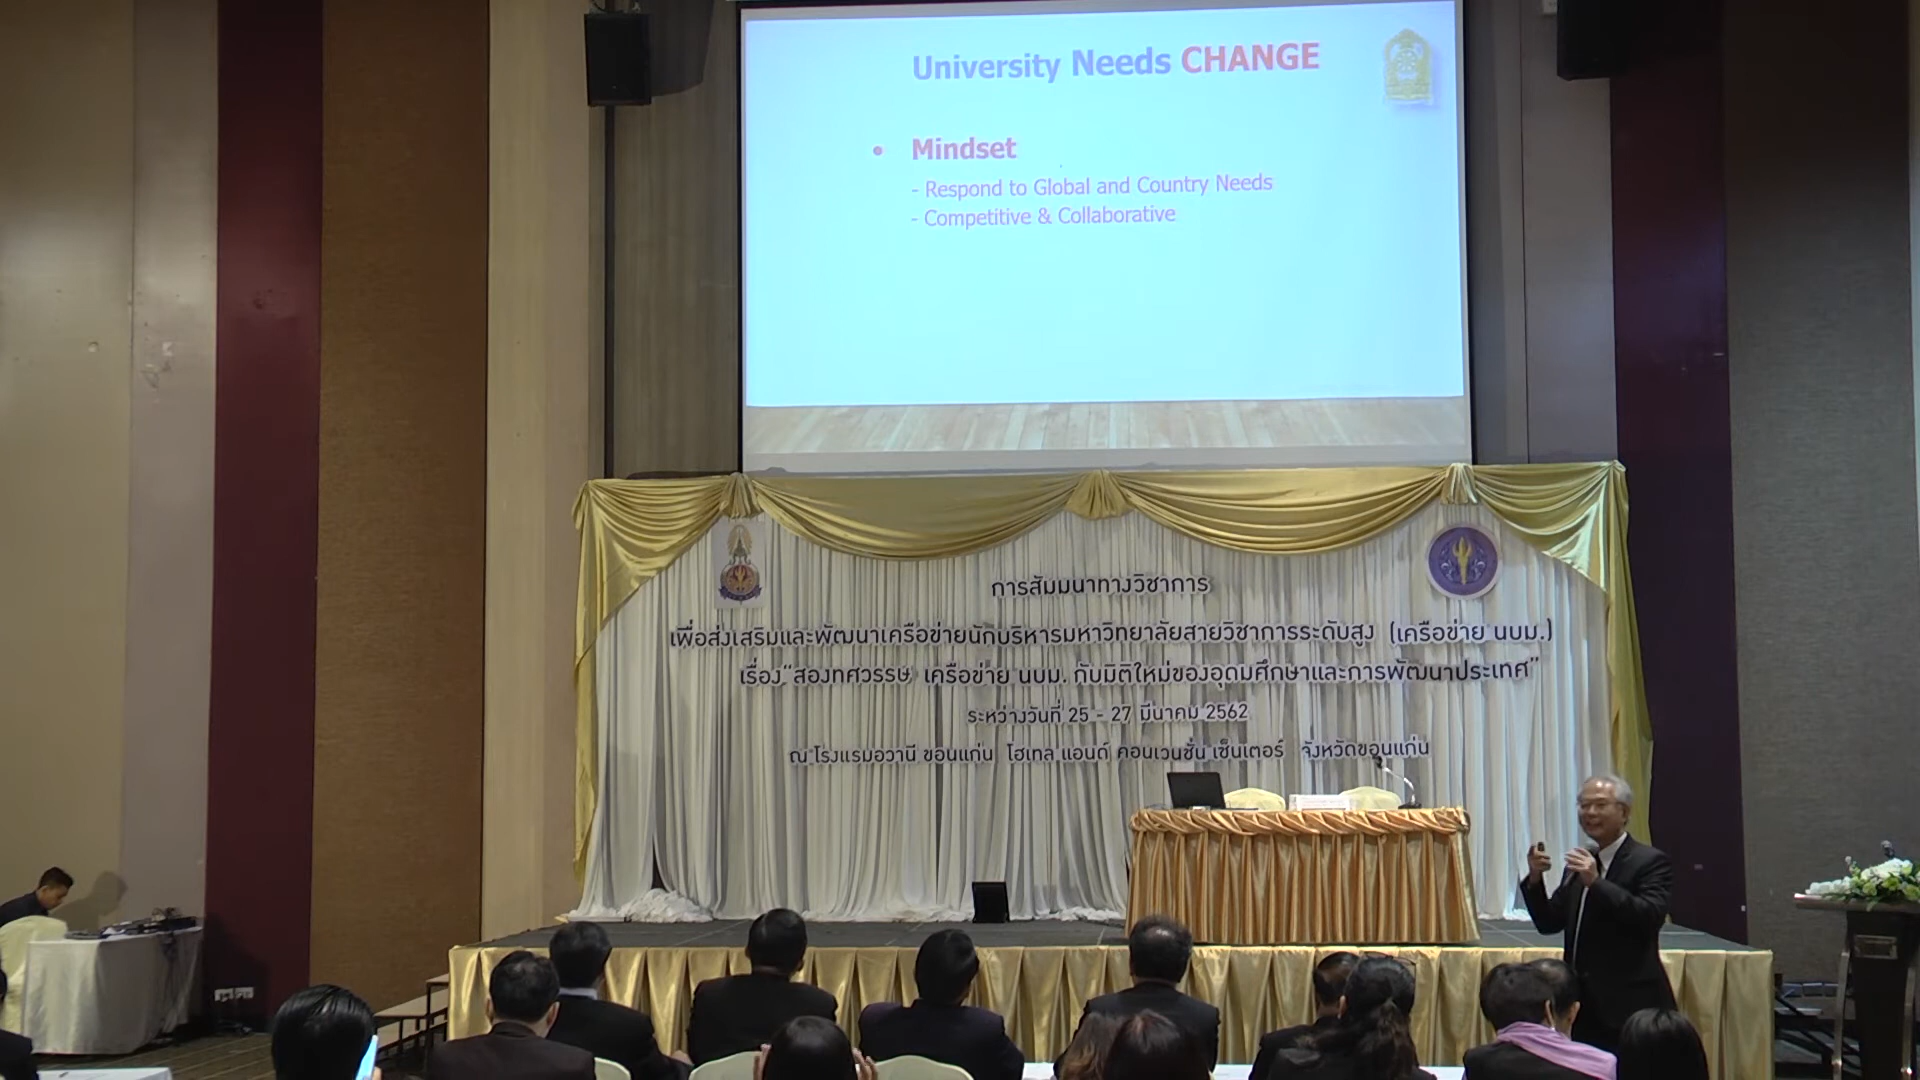 University Needs CHANGE
• Mindset
- Respond to Global and Country Needs
- Competitive & Collaborative
การสัมมนาทางวิชาการ
เพื่อส่งเสริมและพัฒนาเครือข่ายนักบริหารมหาวิทยาลัยสายวิชาการระดับสูง (เครือข่าย นบม.)
เรื่อง“สองทศวรรษ เครือข่าย นบม. กับมิติใหม่ของอุดมศึกษาและการพัฒนาประเทศ”
ระหว่างวันที่ 25 - 27 มีนาคม 2562
ณ โรงแรมอวานี ขอนแก่น โฮเทล แอนด์ คอนเวนชั่น เซ็นเตอร์ จังหวัดขอนแก่น